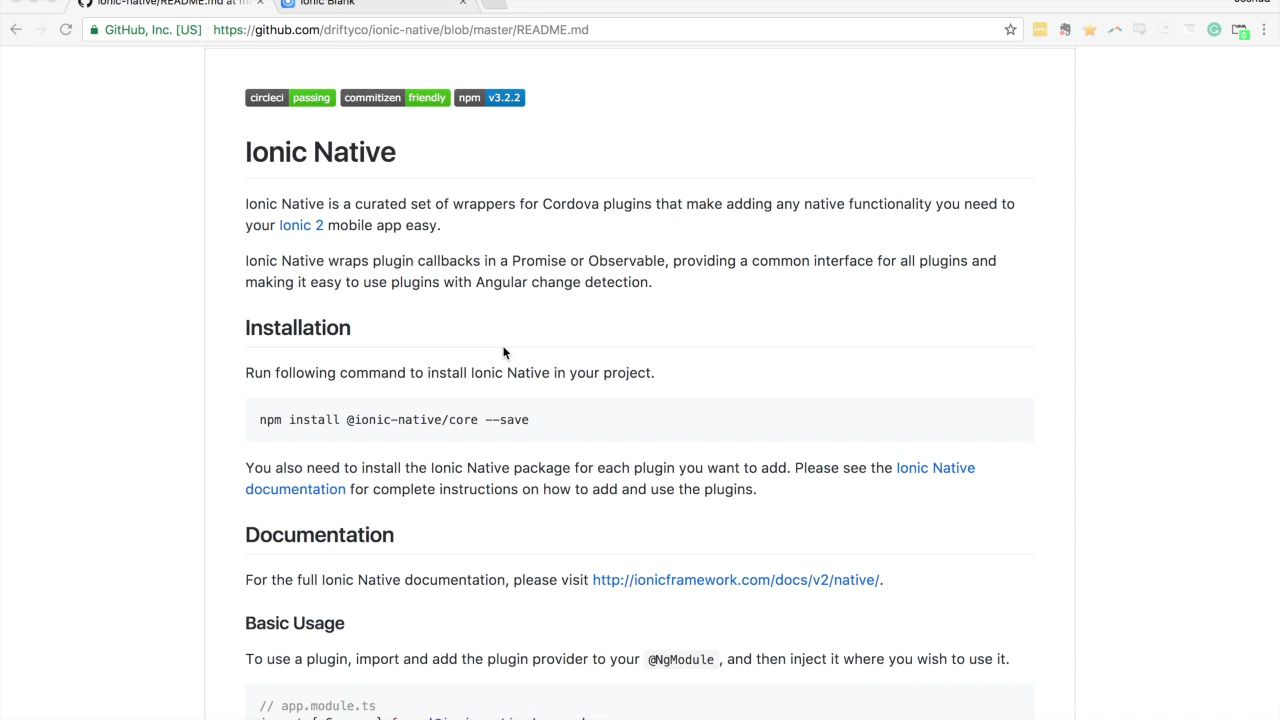 ionic-native/README.md at m
Ionic Blank
Joshua
GitHub, Inc. [US] https://github.com/driftyco/ionic-native/blob/master/README.md
circleci passing commitizen friendly npm v3.2.2
Ionic Native
Ionic Native is a curated set of wrappers for Cordova plugins that make adding any native functionality you need to
your Ionic 2 mobile app easy.
Ionic Native wraps plugin callbacks in a Promise or Observable, providing a common interface for all plugins and
making it easy to use plugins with Angular change detection.
Installation
Run following command to install Ionic Native in your project.
npm install @ionic-native/core --save
You also need to install the Ionic Native package for each plugin you want to add. Please see the Ionic Native
documentation for complete instructions on how to add and use the plugins.
Documentation
For the full Ionic Native documentation, please visit http://ionicframework.com/docs/v2/native/.
Basic Usage
To use a plugin, import and add the plugin provider to your @NgModule , and then inject it where you wish to use it.
// app.module.ts